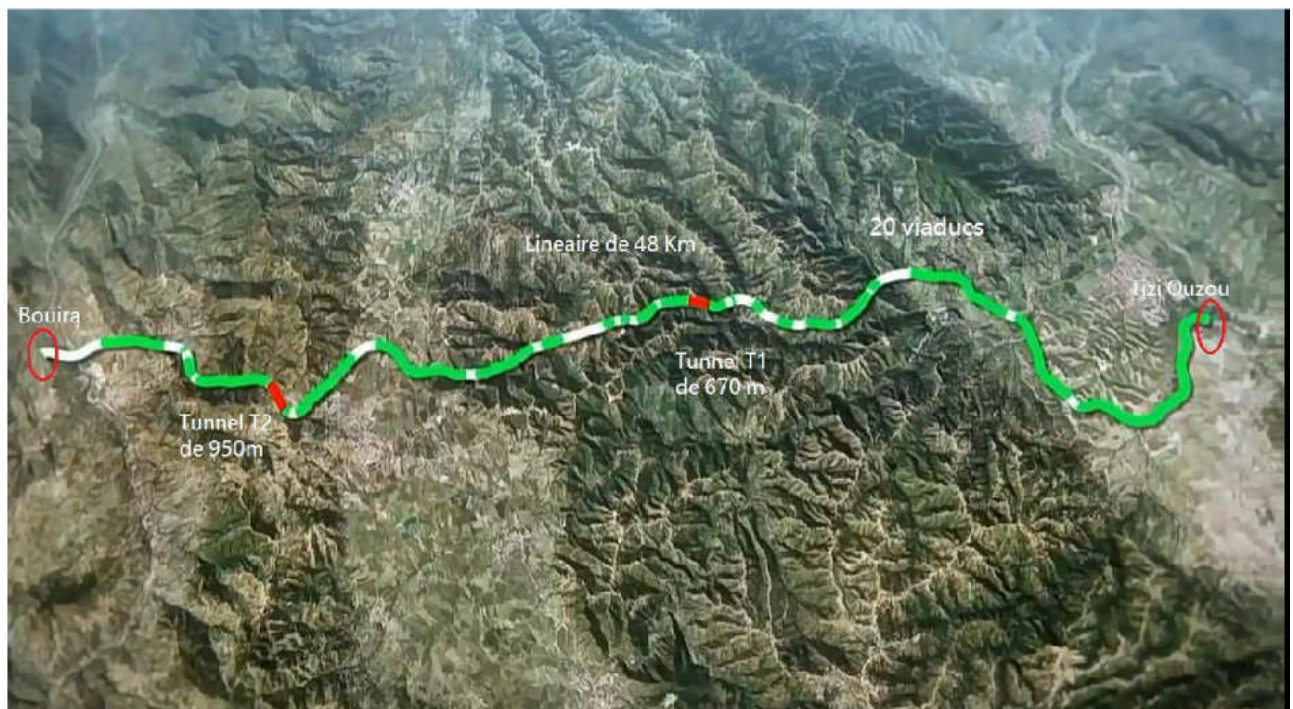 20 viaducs
Lineaire de 48 Km
Tizi Ouzou
Bouira
Tunnel T1
de 670 m
Tunnel T2
de 950m